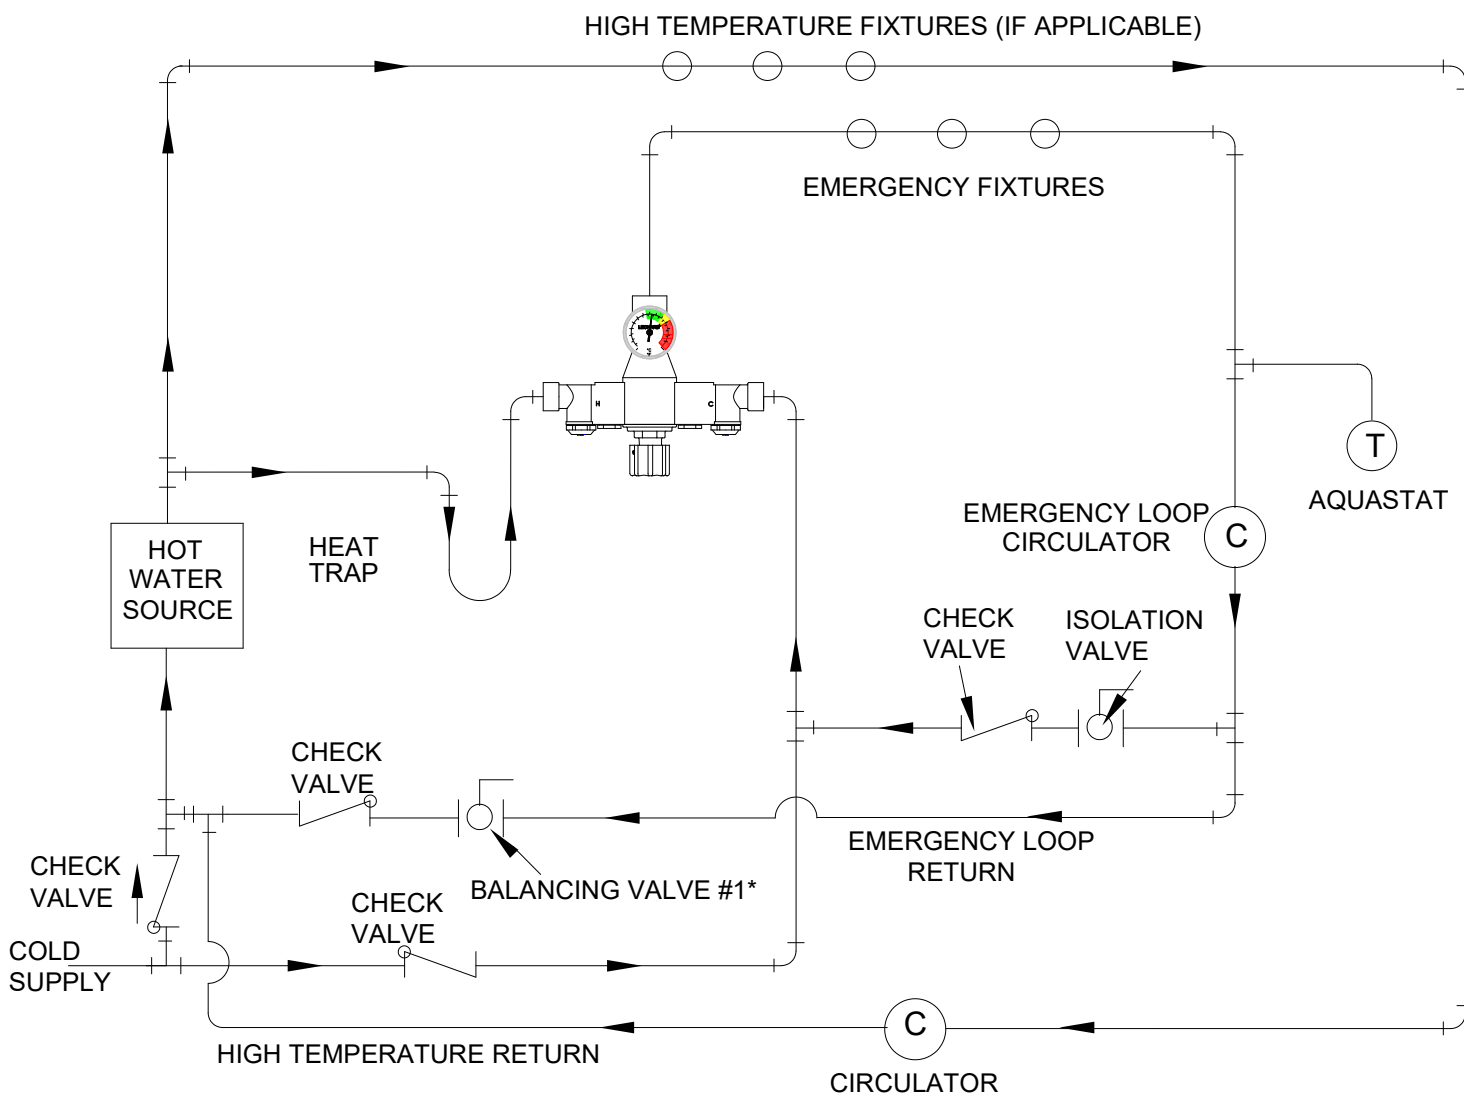 HIGH TEMPERATURE FIXTURES (IF APPLICABLE)
EMERGENCY FIXTURES
H
C
T
AQUASTAT
EMERGENCY LOOP
CIRCULATOR
C
HOT
WATER
SOURCE
HEAT
TRAP
CHECK
VALVE
ISOLATION
VALVE
CHECK
VALVE
EMERGENCY LOOP
RETURN
BALANCING VALVE #1*
CHECK
VALVE
CHECK
VALVE
COLD
SUPPLY
C
HIGH TEMPERATURE RETURN
CIRCULATOR